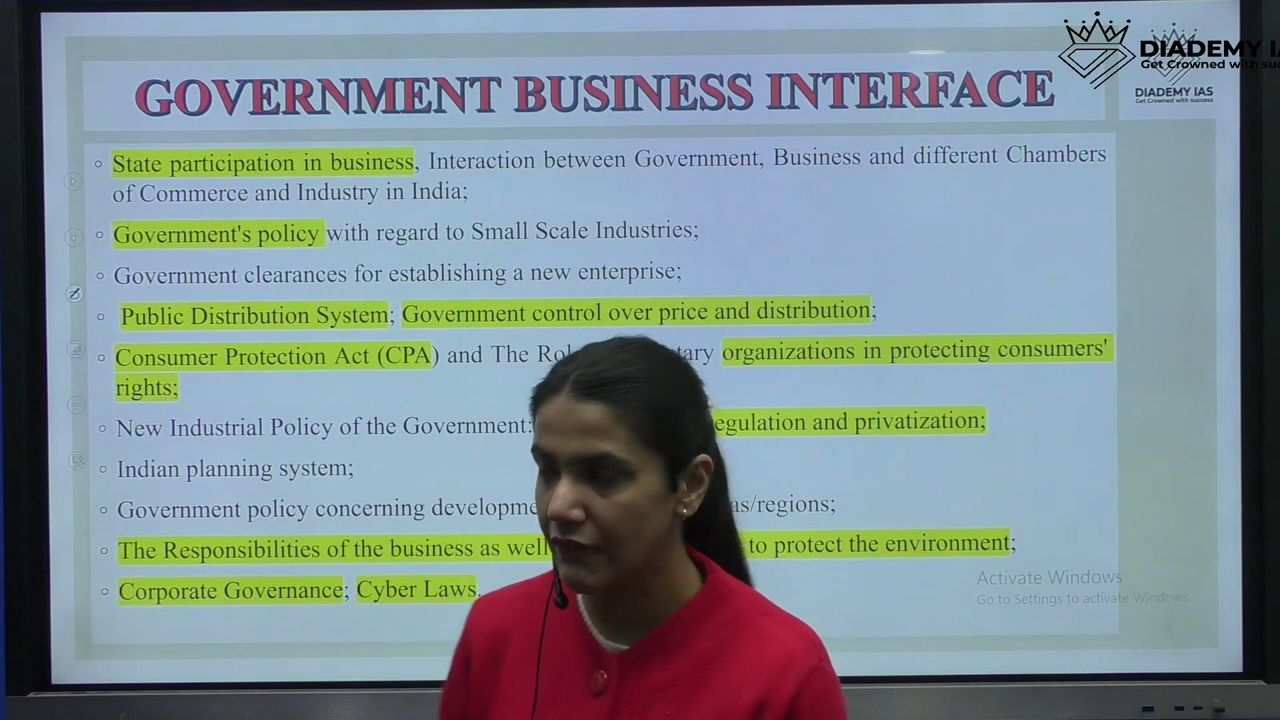 GOVERNMENT BUSINESS INTERFACE
DIADEMY IA
Get Crowned with suc
DIADEMY IAS
Get Crowned with success
State participation in business, Interaction between Government, Business and different Chambers
of Commerce and Industry in India;
Government's policy with regard to Small Scale Industries;
Government clearances for establishing a new enterprise;
Public Distribution System; Government control over price and distribution;
Consumer Protection Act (CPA) and The organizations in protecting consumers'
rights;
New Industrial Policy of the Government: and privatization;
Indian planning system;
Government policy concerning
The Responsibilities of the business as well to protect the environment;
Corporate Governance; Cyber Laws.
Activate Windows
Go to Settings to activate Windows.